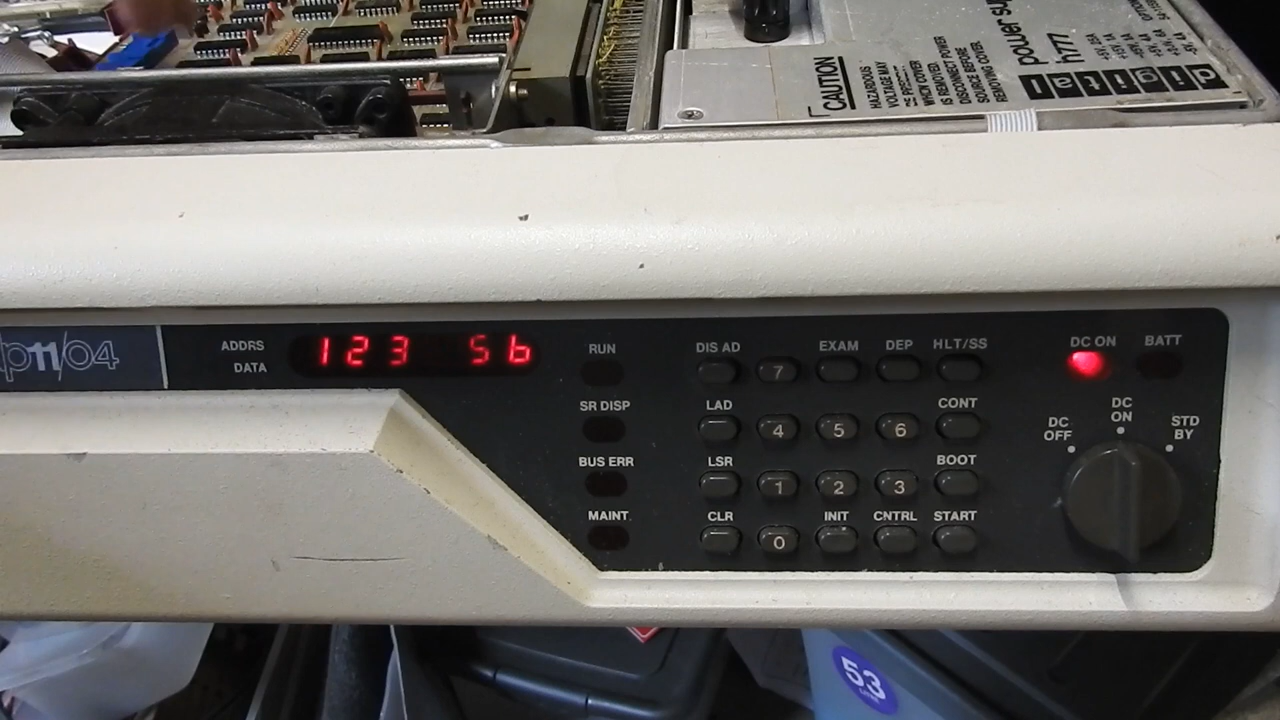 CAUTION
HAZARDOUS
VOLTAGE MAY
WHEN COVER
IS REMOVED.
DISCONNECT POWER
SOURCE BEFORE
REMOVING COVER.
power su
h777
digital
p11/04
ADDRS
DATA
123 56
RUN
SR DISP
BUS ERR
MAINT
DIS AD
7
EXAM
DEP
HLT/SS
LAD
4
5
6
CONT
LSR
1
2
3
BOOT
CLR
0
INIT
CNTRL
START
DC ON
BATT
DC
OFF
DC
ON
STD
BY
53